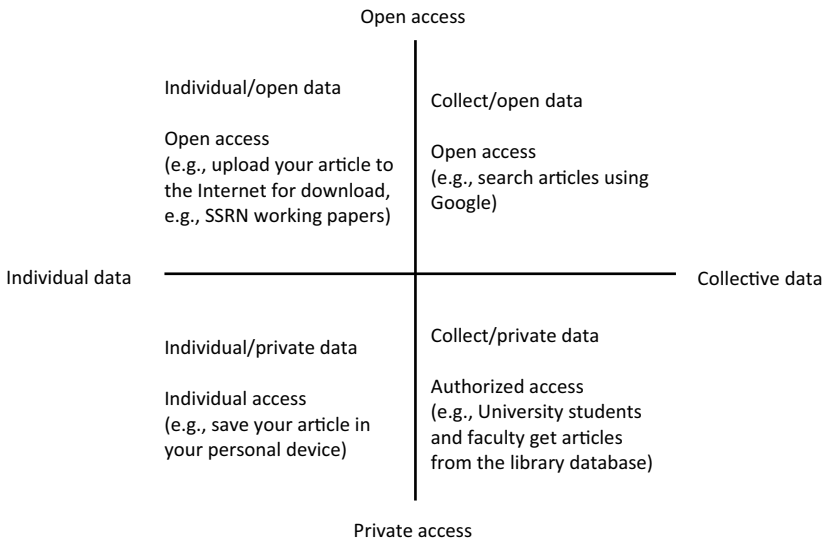 Open access
Individual/open data
Open access
(e.g., upload your article to
the Internet for download,
e.g., SSRN working papers)
Collect/open data
Open access
(e.g., search articles using
Google)
Individual data
Collective data
Individual/private data
Individual access
(e.g., save your article in
your personal device)
Collect/private data
Authorized access
(e.g., University students
and faculty get articles
from the library database)
Private access